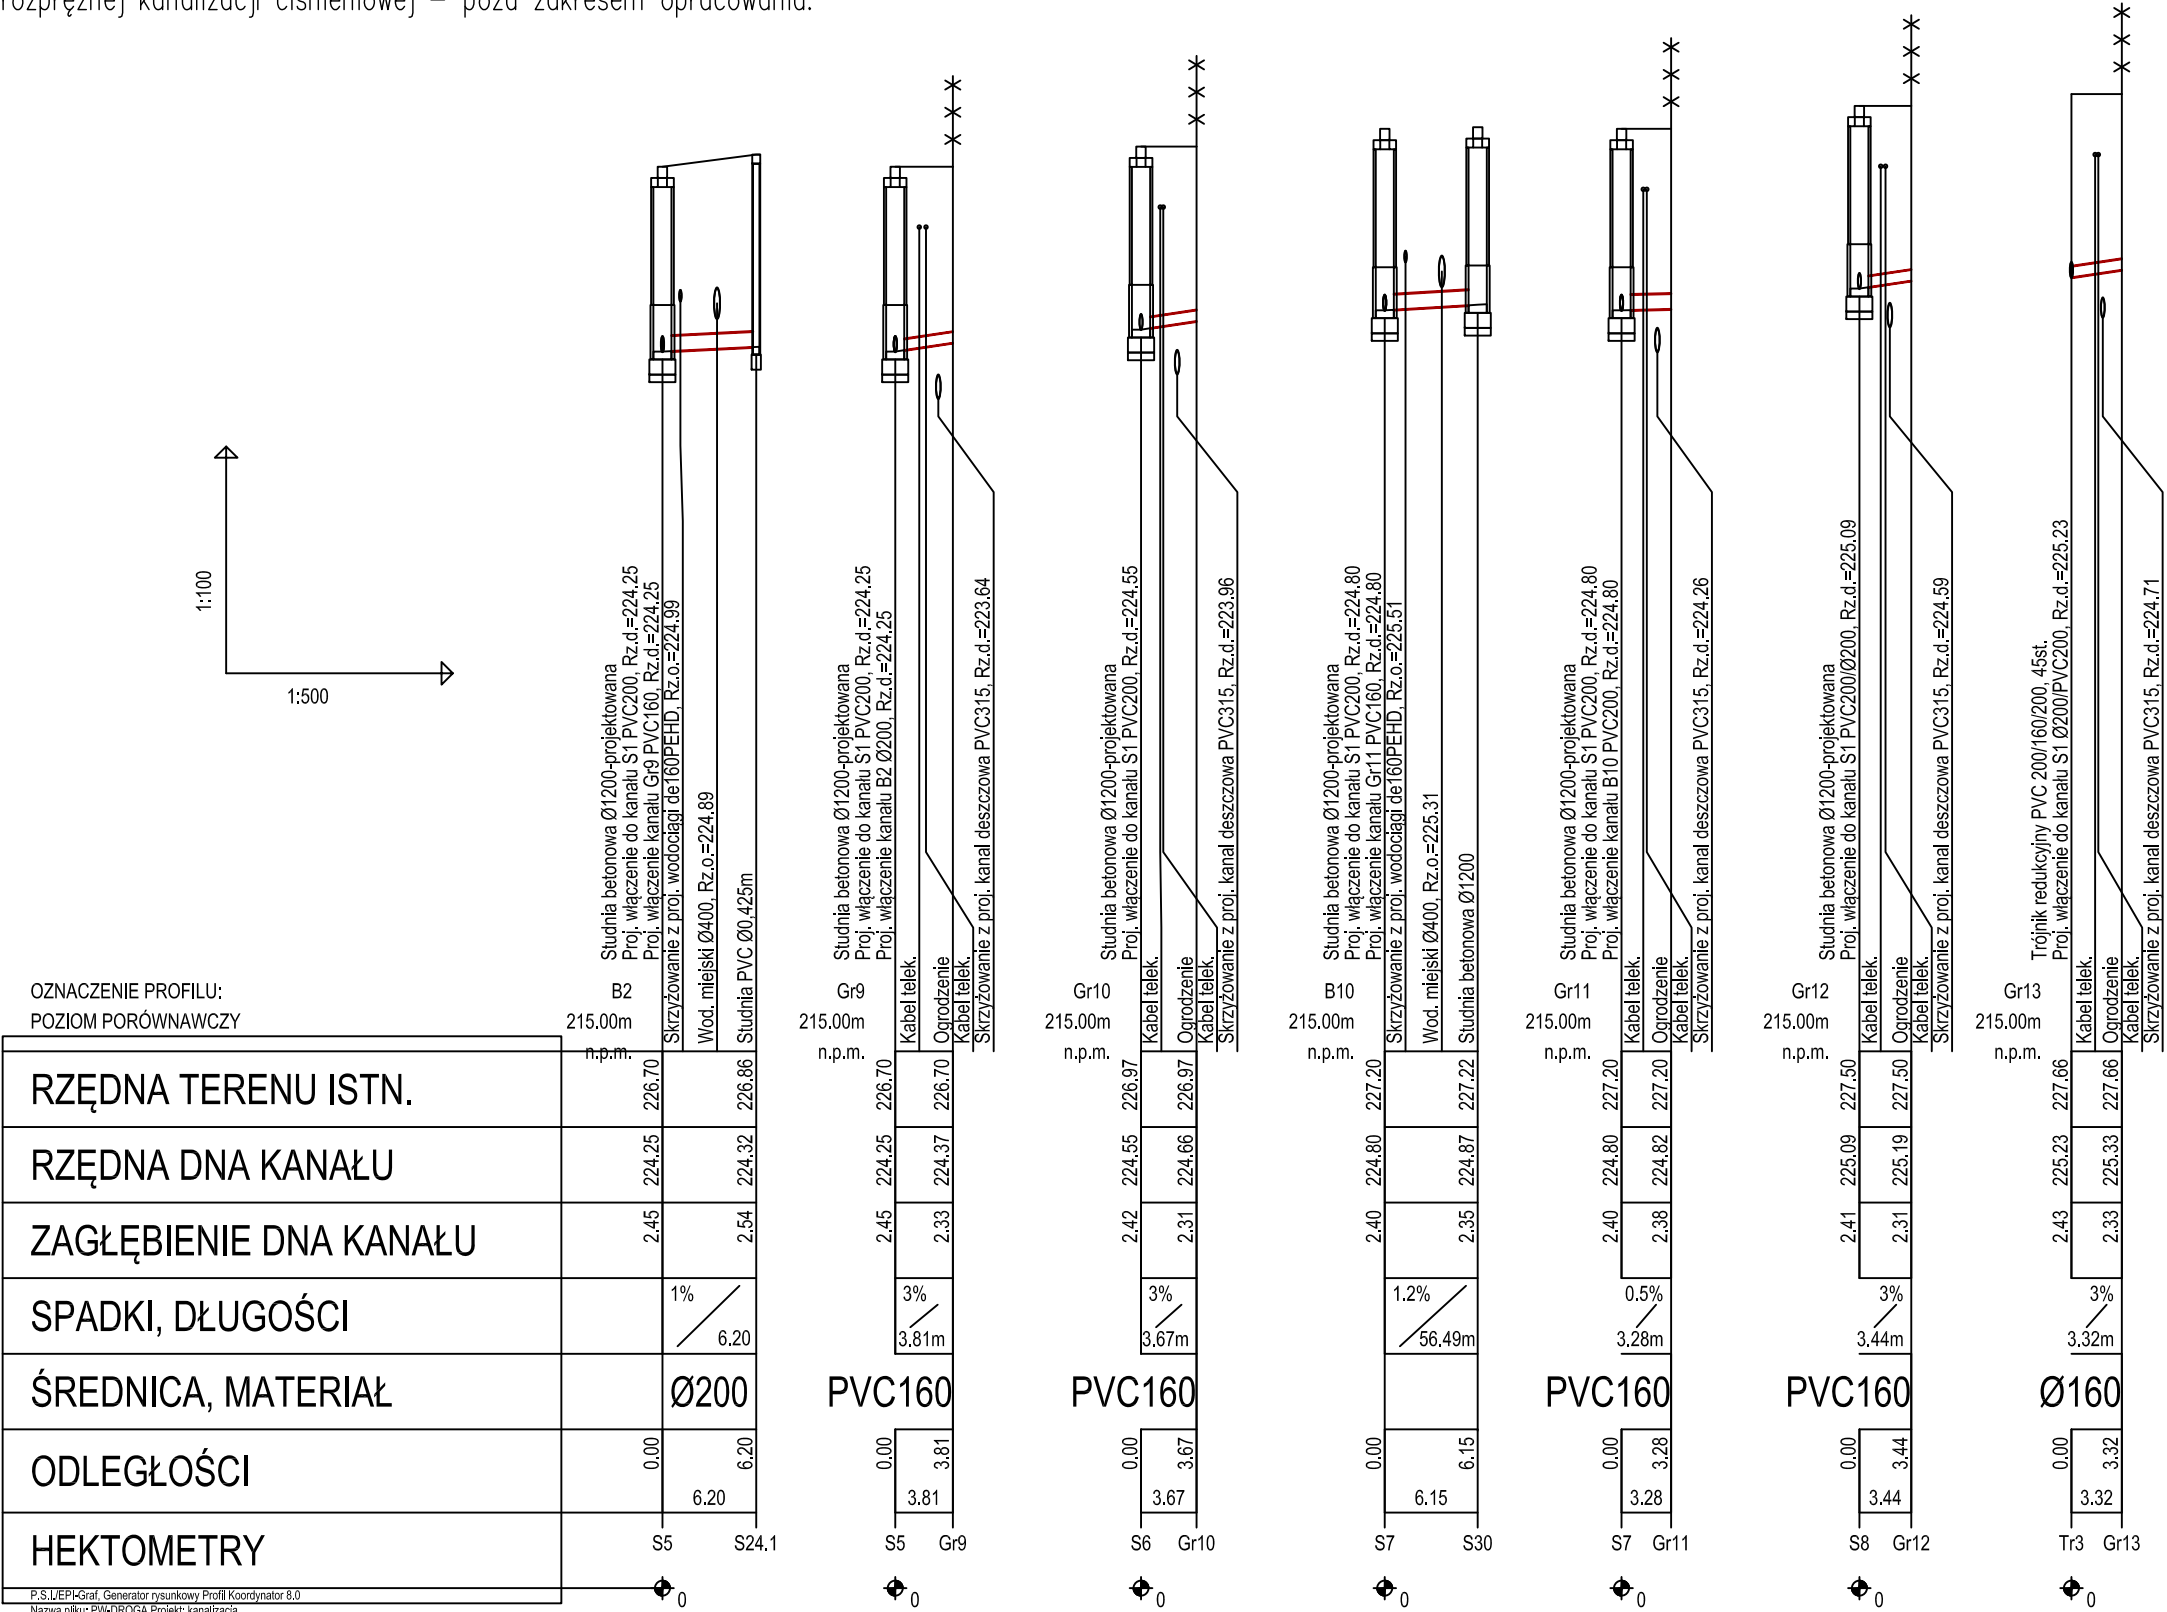 rozprężnej kanalizacji ciśnieniowej – poza zakresem opracowania.
1:100
1:500
Studnia betonowa Ø1200-projektowana
Proj. włączenie do kanału S1 PVC200, Rz.d.=224.25
Proj. włączenie kanału Gr9 PVC160, Rz.d=224.25
Skrzyżowanie z proj. wodociągi de160PEHD, Rz.o.=224.99
Wod. miejski Ø400, Rz.o.=224.89
Studnia PVC Ø0,425m
Studnia betonowa Ø1200-projektowana
Proj. włączenie do kanału S1 PVC200, Rz.d.=224.25
Proj. włączenie kanału B2 Ø200, Rz.d.=224.25
Kabel telek.
Ogrodzenie
Kabel telek.
Skrzyżowanie z proj. kanal deszczowa PVC315, Rz.d.=223.64
Studnia betonowa Ø1200-projektowana
Proj. włączenie do kanału S1 PVC200, Rz.d.=224.55
Kabel telek.
Ogrodzenie
Kabel telek.
Skrzyżowanie z proj. kanal deszczowa PVC315, Rz.d.=223.96
Studnia betonowa Ø1200-projektowana
Proj. włączenie do kanału S1 PVC200, Rz.d.=224.80
Proj. włączenie kanału Gr11 PVC160, Rz.d=224.80
Skrzyżowanie z proj. wodociągi de160PEHD, Rz.o.=225.51
Wod. miejski Ø400, Rz.o.=225.31
Studnia betonowa Ø1200
Studnia betonowa Ø1200-projektowana
Proj. włączenie do kanału S1 PVC200, Rz.d.=224.80
Proj. włączenie kanału B10 PVC200, Rz.d=224.80
Kabel telek.
Ogrodzenie
Kabel telek.
Skrzyżowanie z proj. kanal deszczowa PVC315, Rz.d.=224.26
Studnia betonowa Ø1200-projektowana
Proj. włączenie do kanału S1 PVC200/Ø200, Rz.d=225.09
Kabel telek.
Ogrodzenie
Kabel telek.
Skrzyżowanie z proj. kanal deszczowa PVC315, Rz.d.=224.59
Trójnik redukcyjny PVC 200/160/200, 45st.
Proj. włączenie do kanału S1 Ø200/PVC200, Rz.d=225.23
Kabel telek.
Ogrodzenie
Kabel telek.
Skrzyżowanie z proj. kanal deszczowa PVC315, Rz.d.=224.71
OZNACZENIE PROFILU: B2 Gr9 Gr10 B10 Gr11 Gr12 Gr13
POZIOM PORÓWNAWCZY 215.00m 215.00m 215.00m 215.00m 215.00m 215.00m 215.00m
n.p.m. n.p.m. n.p.m. n.p.m. n.p.m. n.p.m. n.p.m.
RZĘDNA TERENU ISTN. 226.70 226.86 226.70 226.70 226.97 226.97 227.20 227.22 227.20 227.20 227.50 227.50 227.66 227.66
RZĘDNA DNA KANAŁU 224.25 224.32 224.25 224.37 224.55 224.66 224.80 224.87 224.80 224.82 225.09 225.19 225.23 225.33
ZAGŁĘBIENIE DNA KANAŁU 2.45 2.54 2.45 2.33 2.42 2.31 2.40 2.35 2.40 2.38 2.41 2.31 2.43 2.33
1% 3% 3% 1.2% 0.5% 3% 3%
SPADKI, DŁUGOŚCI
6.20 3.81m 3.67m 56.49m 3.28m 3.44m 3.32m
ŚREDNICA, MATERIAŁ Ø200 PVC160 PVC160 PVC160 PVC160 Ø160
ODLEGŁOŚCI 0.00 6.20 0.00 3.81 0.00 3.67 0.00 6.15 0.00 3.28 0.00 3.44 0.00 3.32
6.20 3.81 3.67 6.15 3.28 3.44 3.32
HEKTOMETRY S5 S24.1 S5 Gr9 S6 Gr10 S7 S30 S7 Gr11 S8 Gr12 Tr3 Gr13
0 0 0 0 0 0 0
P.S.I./EPI-Graf, Generator rysunkowy Profil Koordynator 8.0
Nazwa pliku: PW-DROGA Projekt: kanalizacja